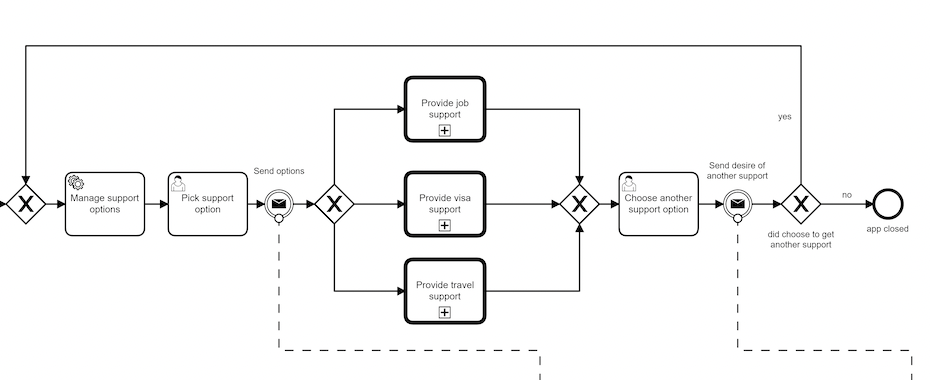 Provide job
support
yes
Send options
Send desire of
another support
Manage support
options
Pick support
option
Provide visa
support
Choose another
support option
no
app closed
did choose to get
another support
Provide travel
support